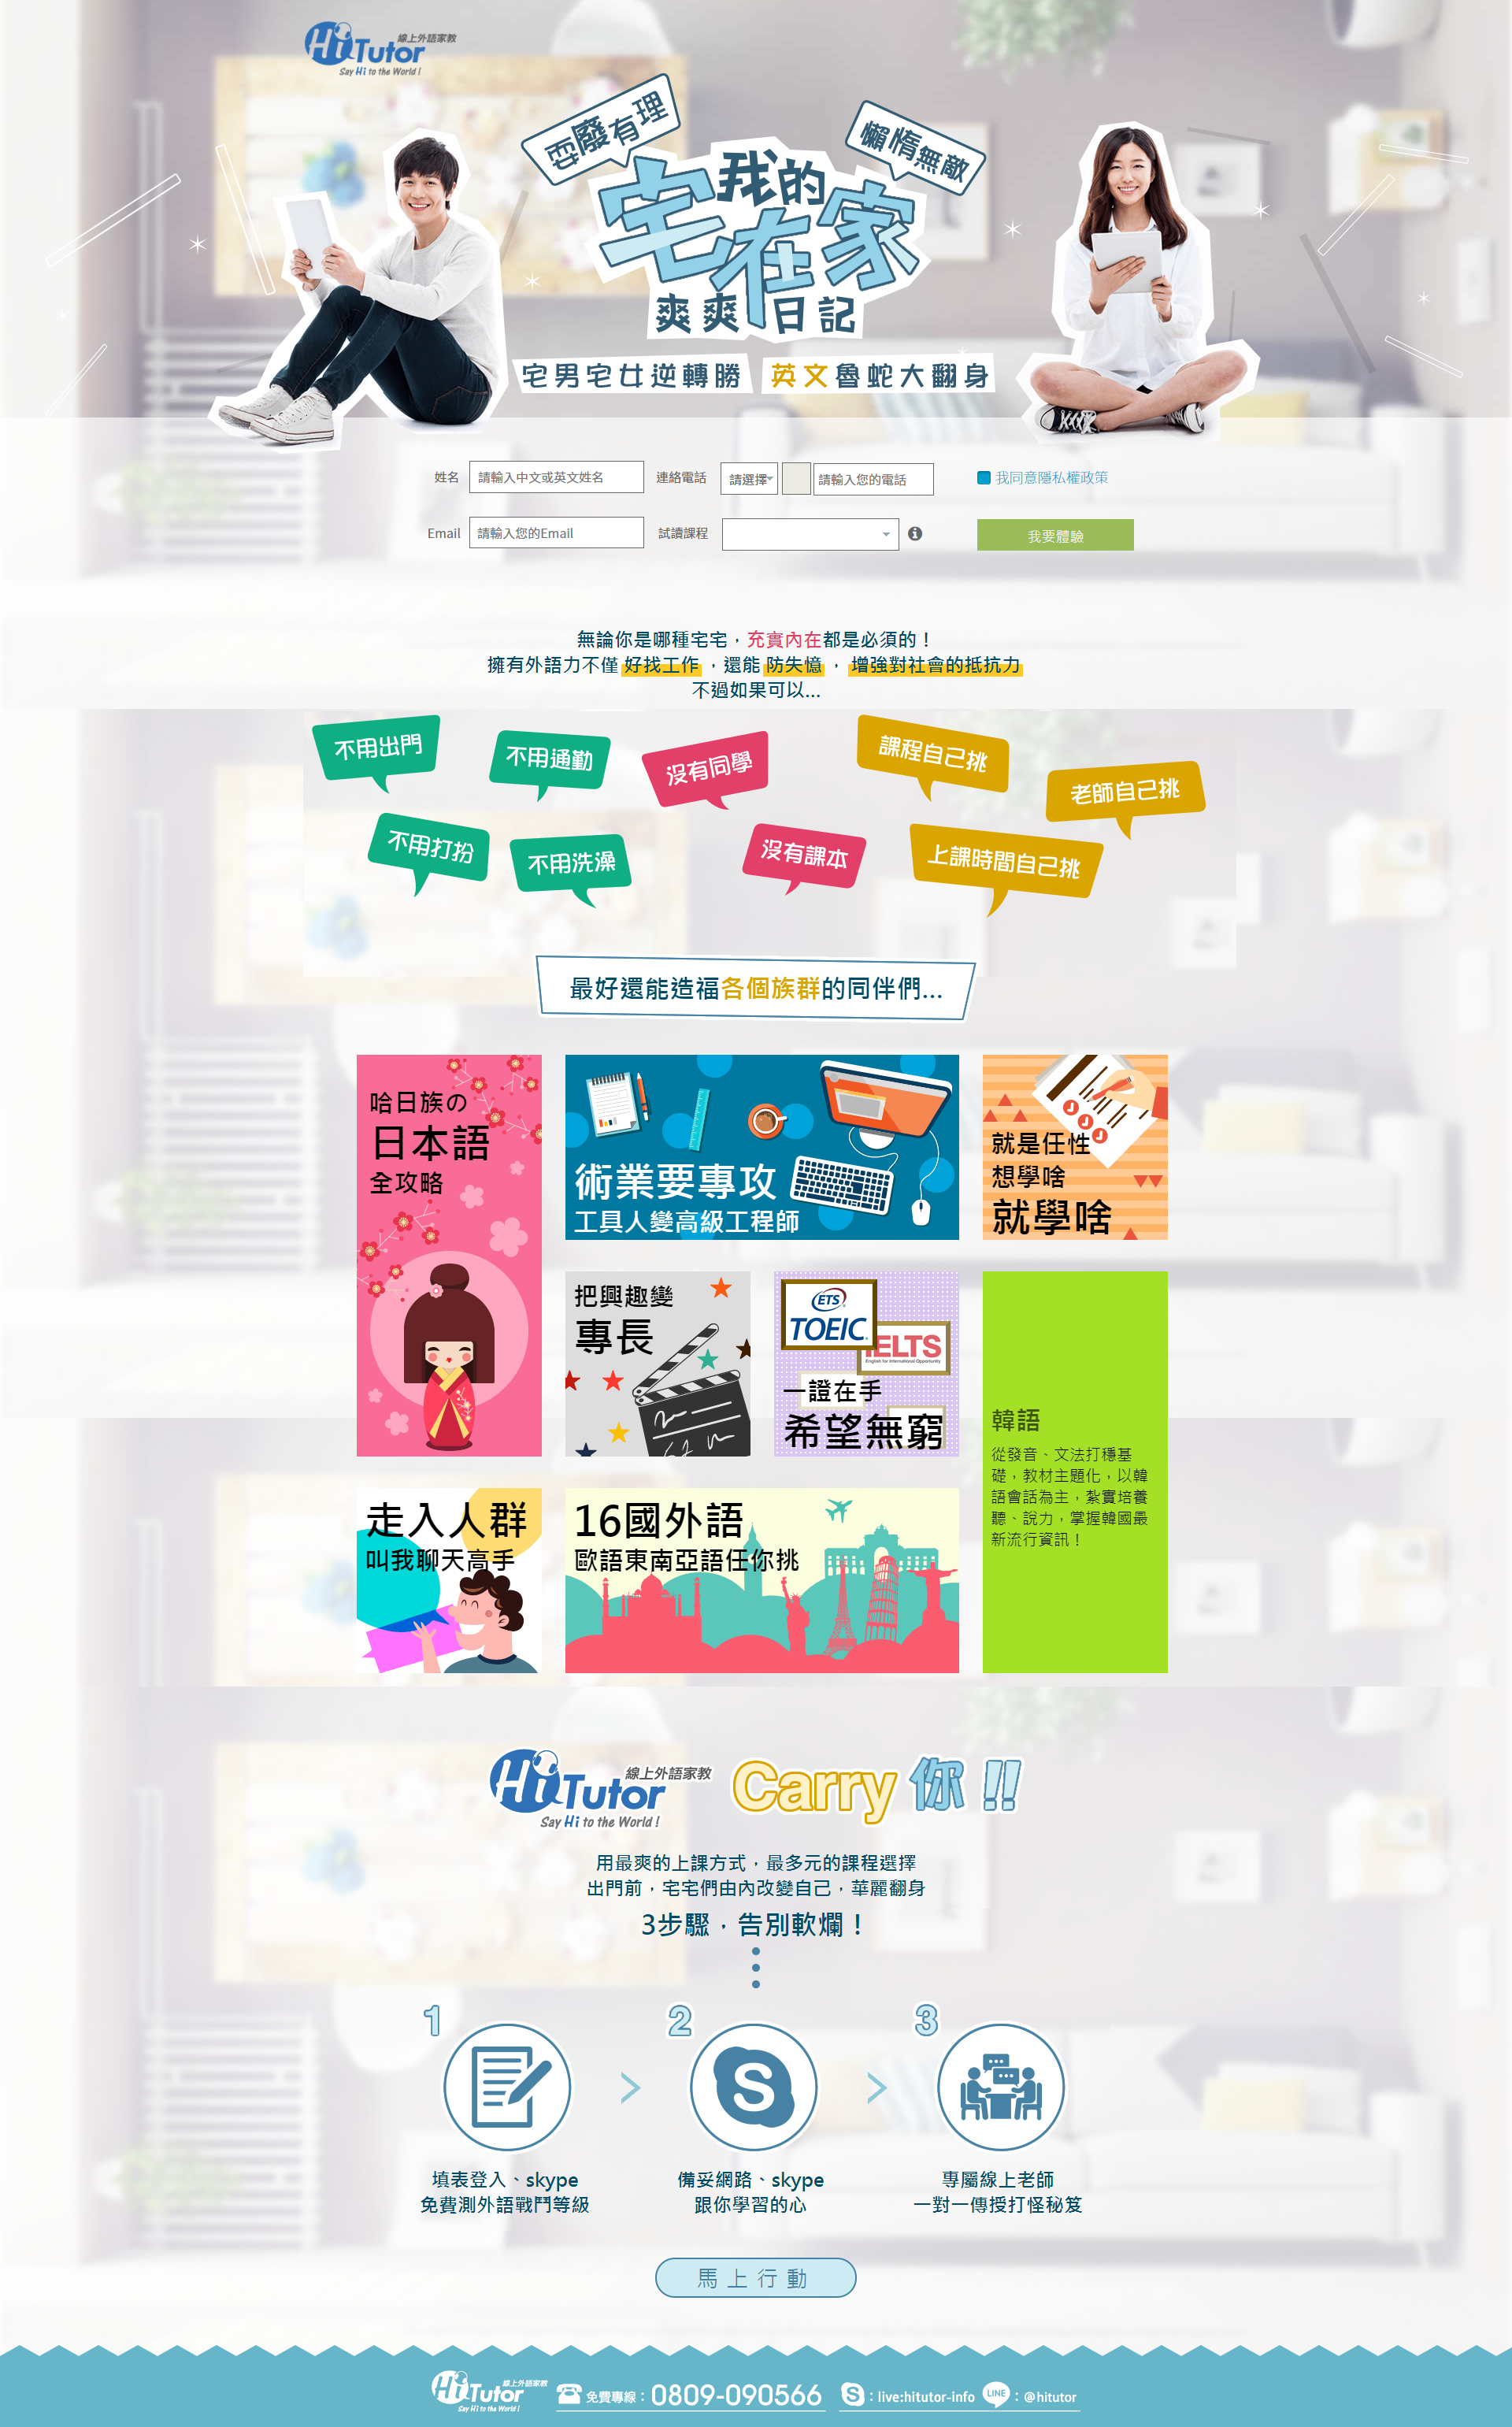 Hi Tutor 線上外語家教
Say Hi to the World !
耍廢有理
懶惰無敵
我的
宅在家
爽爽日記
宅男宅女逆轉勝 英文魯蛇大翻身
姓名 請輸入中文或英文姓名 連絡電話 請選擇 請輸入您的電話 我同意隱私權政策
Email 請輸入您的Email 試讀課程 我要體驗
無論你是哪種宅宅，充實內在都是必須的！
擁有外語力不僅 好找工作 ，還能 防失憶 ， 增強對社會的抵抗力
不過如果可以...
不用出門
不用通勤
沒有同學
課程自己挑
老師自己挑
不用打扮
不用洗澡
沒有課本
上課時間自己挑
最好還能造福各個族群的同伴們...
哈日族の
日本語
全攻略
術業要專攻
工具人變高級工程師
就是任性
想學啥
就學啥
把興趣變
專長
ETS
TOEIC
IELTS
English for International Opportunity
一證在手
希望無窮
韓語
從發音、文法打穩基
礎，教材主題化，以韓
語會話為主，紮實培養
聽、說力，掌握韓國最
新流行資訊！
走入人群
叫我聊天高手
16國外語
歐語東南亞語任你挑
Hi Tutor 線上外語家教
Say Hi to the World !
Carry 你 !!
用最爽的上課方式，最多元的課程選擇
出門前，宅宅們由內改變自己，華麗翻身
3步驟，告別軟爛！
1
2
3
填表登入、skype
免費測外語戰鬥等級
備妥網路、skype
跟你學習的心
專屬線上老師
一對一傳授打怪秘笈
馬上行動
Hi Tutor 線上外語家教
Say Hi to the World !
免費專線：0809-090566
：live:hitutor-info
LINE ：@hitutor